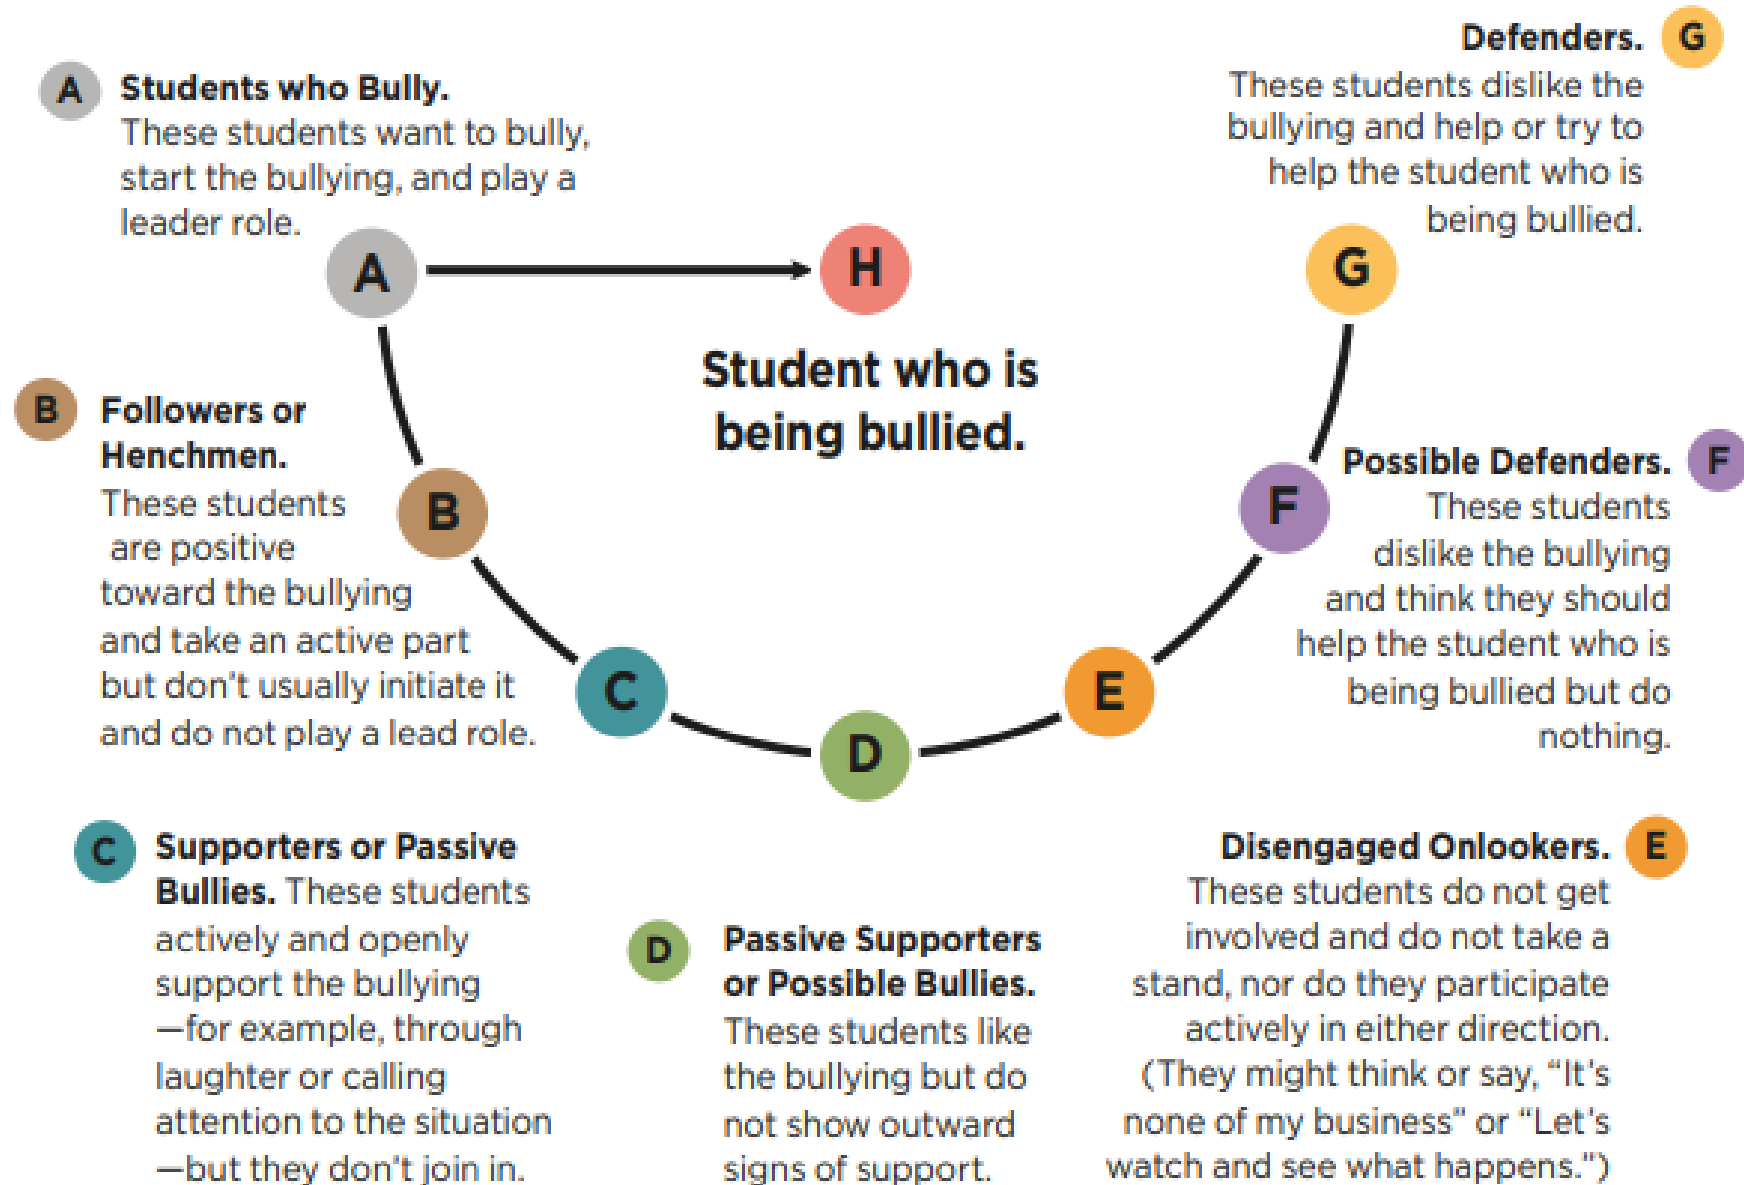 A
Students who Bully.
These students want to bully,
start the bullying, and play a
leader role.
Defenders.
G
These students dislike the
bullying and help or try to
help the student who is
being bullied.
A
H
G
Student who is
being bullied.
B
Followers or
Henchmen.
These students
are positive
toward the bullying
and take an active part
but don't usually initiate it
and do not play a lead role.
B
F
Possible Defenders.
F
These students
dislike the bullying
and think they should
help the student who is
being bullied but do
nothing.
C
D
E
C
Supporters or Passive
Bullies. These students
actively and openly
support the bullying
—for example, through
laughter or calling
attention to the situation
—but they don't join in.
D
Passive Supporters
or Possible Bullies.
These students like
the bullying but do
not show outward
signs of support.
Disengaged Onlookers.
E
These students do not get
involved and do not take a
stand, nor do they participate
actively in either direction.
(They might think or say, “It's
none of my business” or “Let's
watch and see what happens.”)